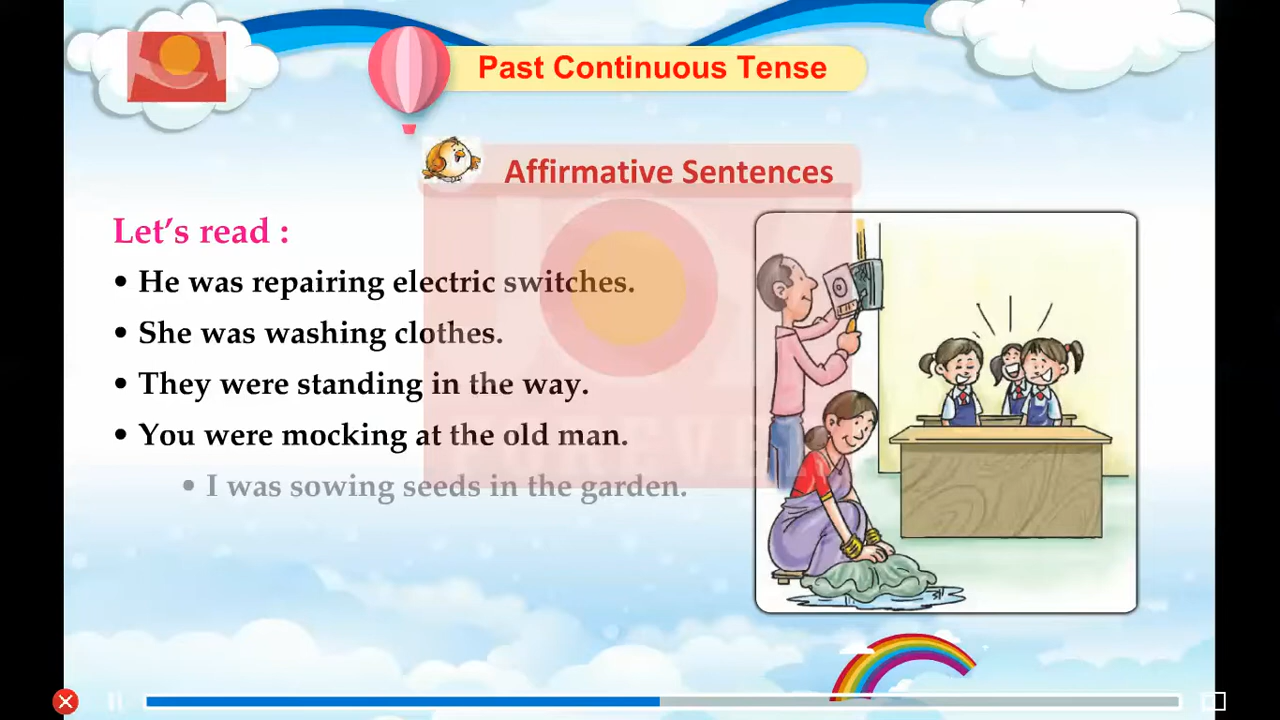 Past Continuous Tense
Affirmative Sentences
Let's read :
• He was repairing electric switches.
• She was washing clothes.
• They were standing in the way.
• You were mocking at the old man.
• I was sowing seeds in the garden.